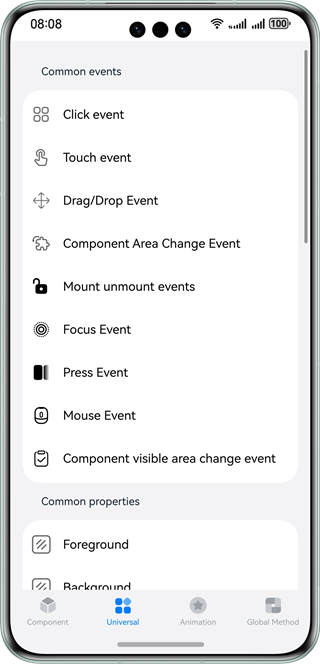 08:08
100
Common events
Click event
Touch event
Drag/Drop Event
Component Area Change Event
Mount unmount events
Focus Event
Press Event
Mouse Event
Component visible area change event
Common properties
Foreground
Background
Component
Universal
Animation
Global Method